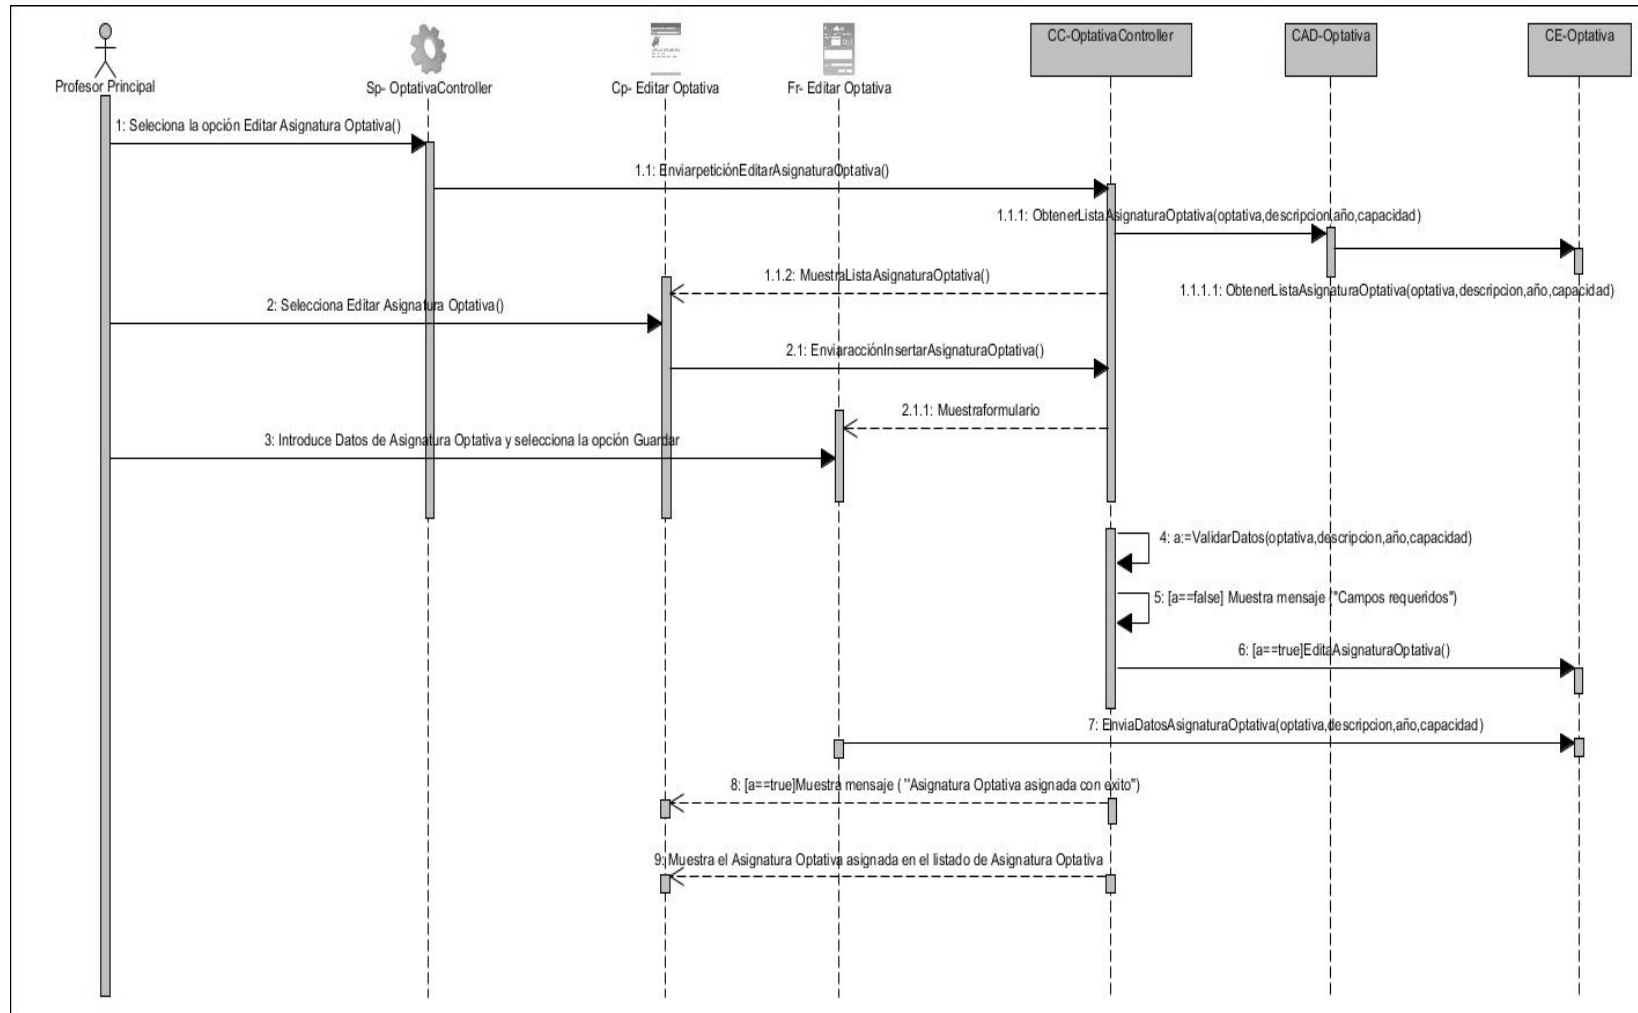 CC-OptativaController
CAD-Optativa
CE-Optativa
Profesor Principal
Sp- OptativaController
Cp- Editar Optativa
Fr- Editar Optativa
1: Seleciona la opción Editar Asignatura Optativa()
1.1: EnviarpeticiónEditarAsignaturaOptativa()
1.1.1: ObtenerListaAsignaturaOptativa(optativa,descripcion,año,capacidad)
1.1.2: MuestraListaAsignaturaOptativa()
1.1.1.1: ObtenerListaAsignaturaOptativa(optativa,descripcion,año,capacidad)
2: Selecciona Editar Asignatura Optativa()
2.1: EnviaracciónInsertarAsignaturaOptativa()
2.1.1: Muestraformulario
3: Introduce Datos de Asignatura Optativa y selecciona la opción Guardar
4: a:=ValidarDatos(optativa,descripcion,año,capacidad)
5: [a==false] Muestra mensaje ("Campos requeridos")
6: [a==true]EditaAsignaturaOptativa()
7: EnviaDatosAsignaturaOptativa(optativa,descripcion,año,capacidad)
8: [a==true]Muestra mensaje ( "Asignatura Optativa asignada con exito")
9: Muestra el Asignatura Optativa asignada en el listado de Asignatura Optativa